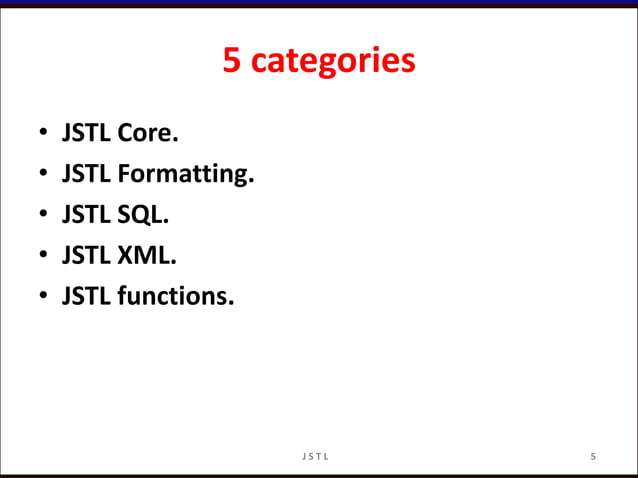 5 categories
• JSTL Core.
• JSTL Formatting.
• JSTL SQL.
• JSTL XML.
• JSTL functions.
J S T L
5